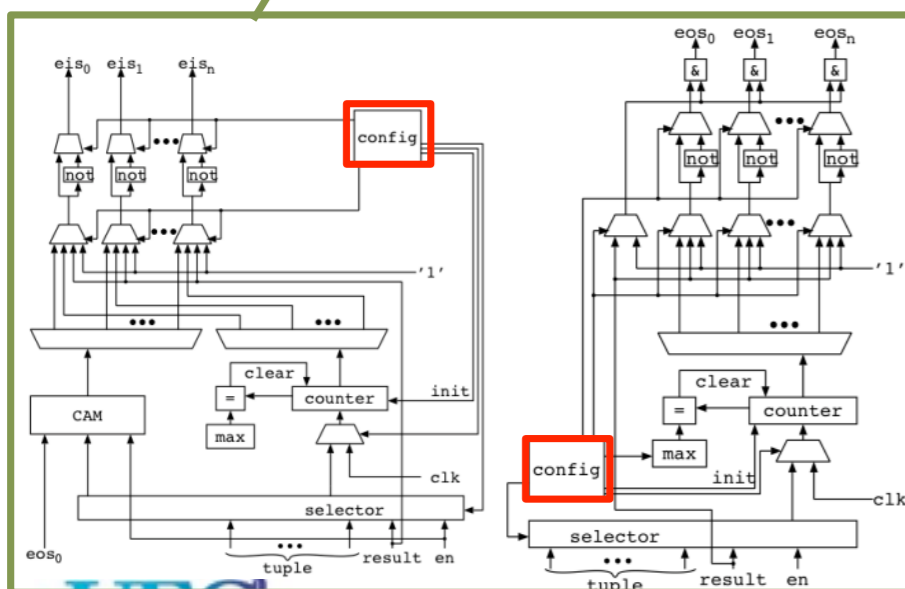 eis0 eis1 eisn
config
not not not
'1'
clear
= counter init
CAM
max
clk
selector
eos0
tuple result en
eos0 eos1 eosn
& & &
not not not
'1'
clear
= counter
config max init
clk
selector
tuple result en